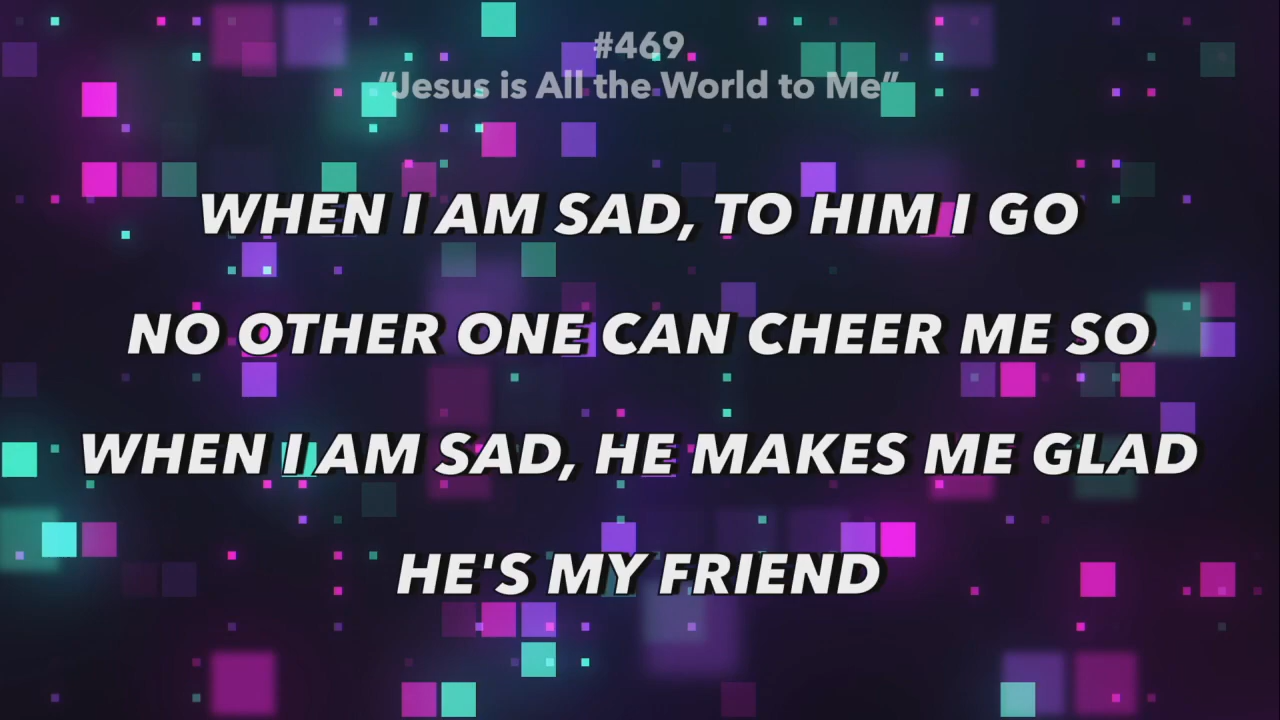 #469
“Jesus is All the World to Me”
WHEN I AM SAD, TO HIM I GO
NO OTHER ONE CAN CHEER ME SO
WHEN I AM SAD, HE MAKES ME GLAD
HE'S MY FRIEND